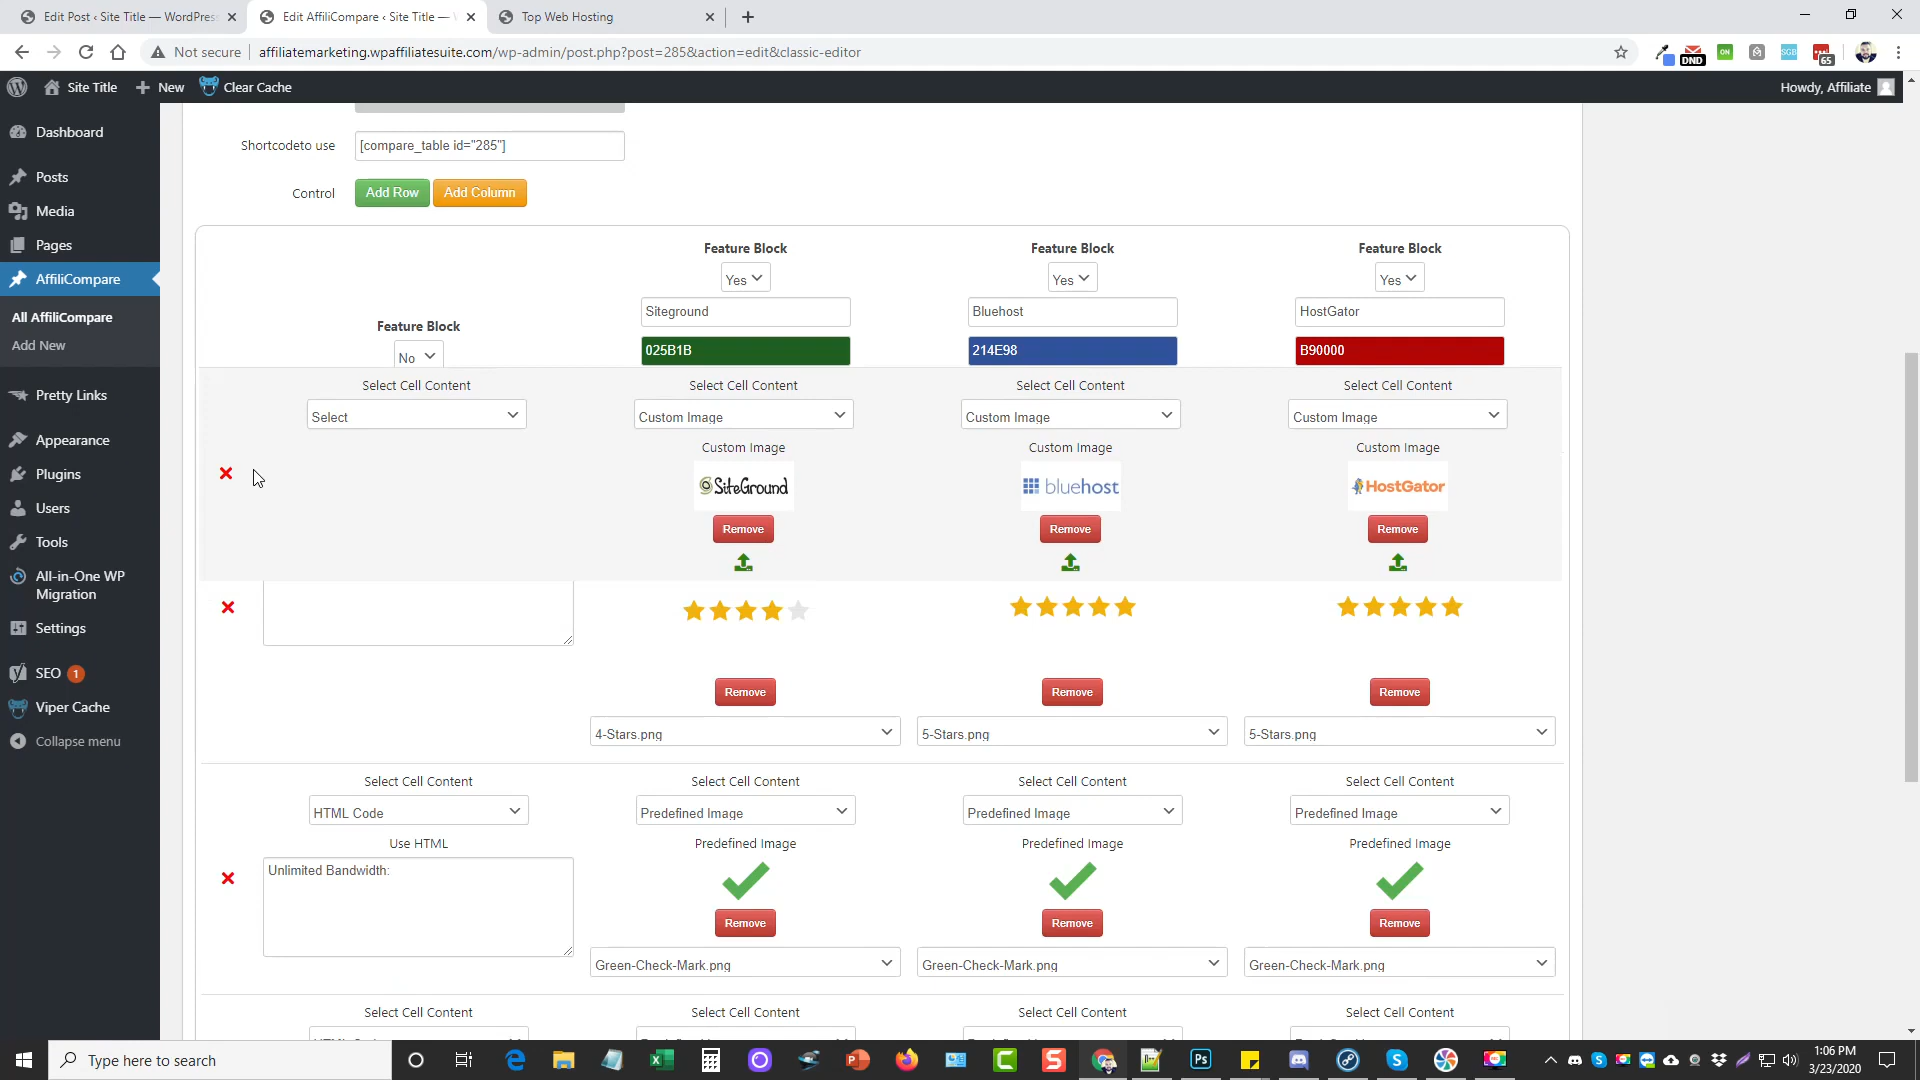 Edit Post ‹ Site Title — WordPress
Edit AffiliCompare ‹ Site Title —
Top Web Hosting
Not secure
affiliatemarketing.wpaffiliatesuite.com/wp-admin/post.php?post=285&action=edit&classic-editor
DND
ON
SGB
65
Site Title
New
Clear Cache
Howdy, Affiliate
Dashboard
Posts
Media
Pages
AffiliCompare
All AffiliCompare
Add New
Pretty Links
Appearance
Plugins
Users
Tools
All-in-One WP
Migration
Settings
SEO 1
Viper Cache
Collapse menu
Shortcodeto use
[compare_table id="285"]
Control
Add Row
Add Column
Feature Block
Feature Block
Feature Block
Yes
Yes
Yes
Siteground
Bluehost
HostGator
Feature Block
No
025B1B
214E98
B90000
Select Cell Content
Select Cell Content
Select Cell Content
Select Cell Content
Select
Custom Image
Custom Image
Custom Image
Custom Image
Custom Image
Custom Image
SiteGround
bluehost
HostGator
Remove
Remove
Remove
Remove
Remove
Remove
4-Stars.png
5-Stars.png
5-Stars.png
Select Cell Content
Select Cell Content
Select Cell Content
Select Cell Content
HTML Code
Predefined Image
Predefined Image
Predefined Image
Use HTML
Predefined Image
Predefined Image
Predefined Image
Unlimited Bandwidth:
Remove
Remove
Remove
Green-Check-Mark.png
Green-Check-Mark.png
Green-Check-Mark.png
Select Cell Content
Select Cell Content
Select Cell Content
Select Cell Content
Type here to search
1:06 PM
3/23/2020